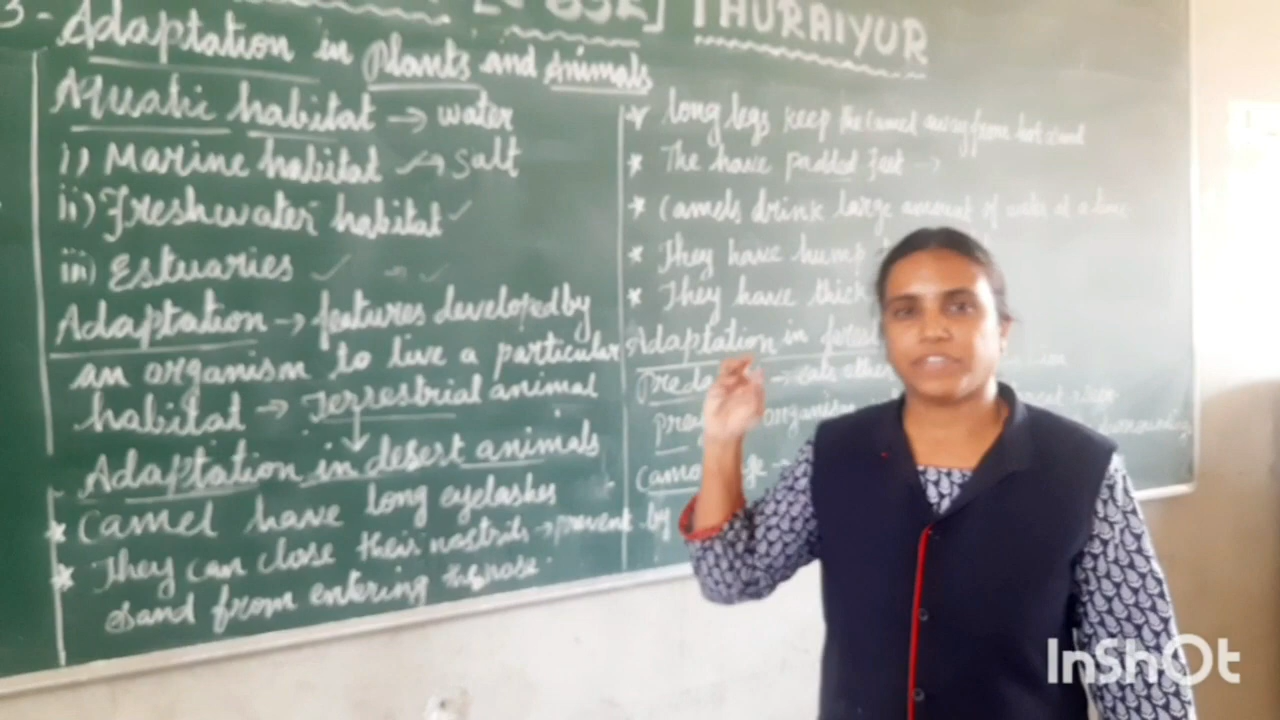 THURAIYUR
3- Adaptation in plants and Animals
Aquatic habitat → water
i) Marine habitat → salt
ii) Freshwater habitat ✓
iii) Estuaries ✓ ✓
Adaptation → features developed by
an organism to live a particular
habitat → Terrestrial animal
Adaptation in desert animals
* Camel have long eyelashes
* They can close their nostrils → prevent
sand from entering the nose.
long legs keep the camel away from hot sand
* The have padded feet →
* Camels drink large amount of water at a time
* They have hump
* They have thick
Adaptation in
→ eats
organism
by
InShOt